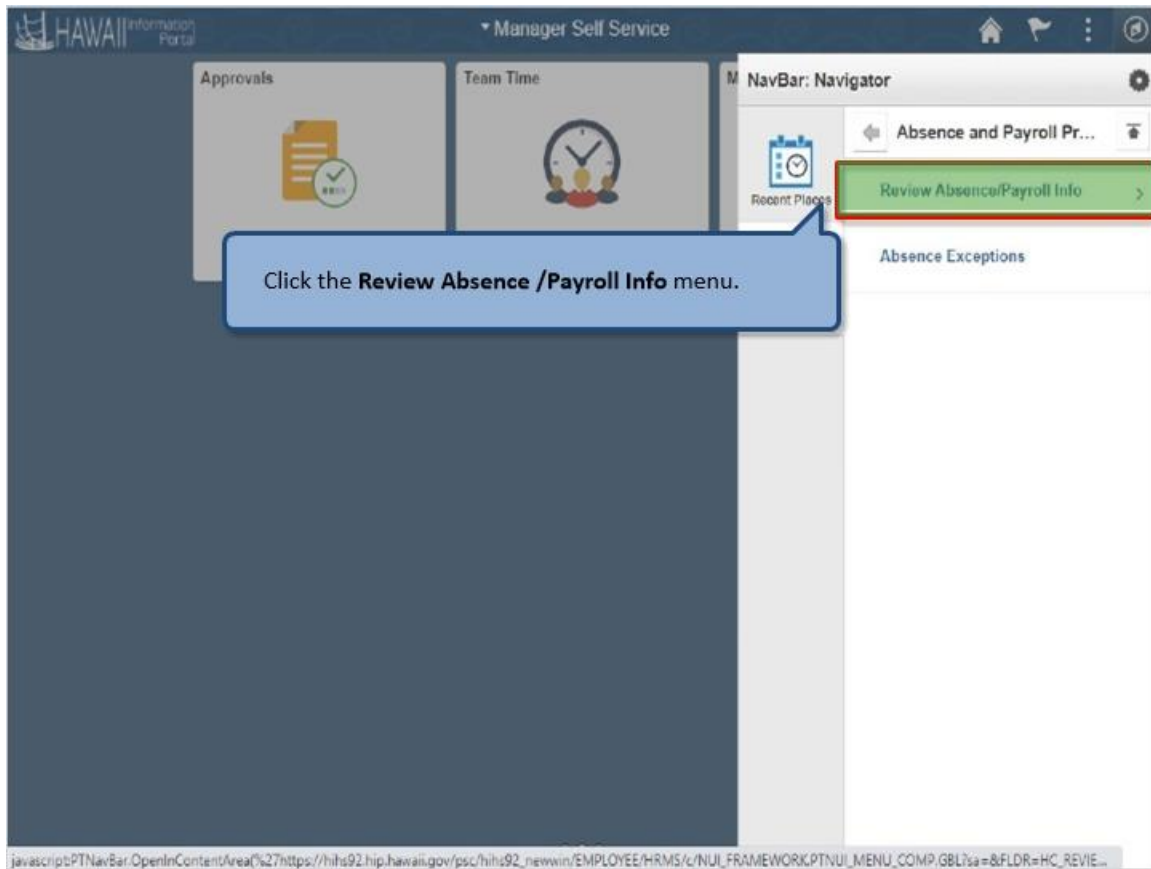 HAWAII Information
Portal
Manager Self Service
Approvals
Team Time
M
NavBar: Navigator
Absence and Payroll Pr...
Recent Places
Review Absence/Payroll Info
Absence Exceptions
Click the Review Absence /Payroll Info menu.
javascript:PTNavBar.OpenInContentArea(%27https://hihs92.hip.hawaii.gov/psc/hihs92_newwin/EMPLOYEE/HRMS/c/NUI_FRAMEWORK.PTNUI_MENU_COMP.GBL?sa=&FLDR=HC_REVIE...